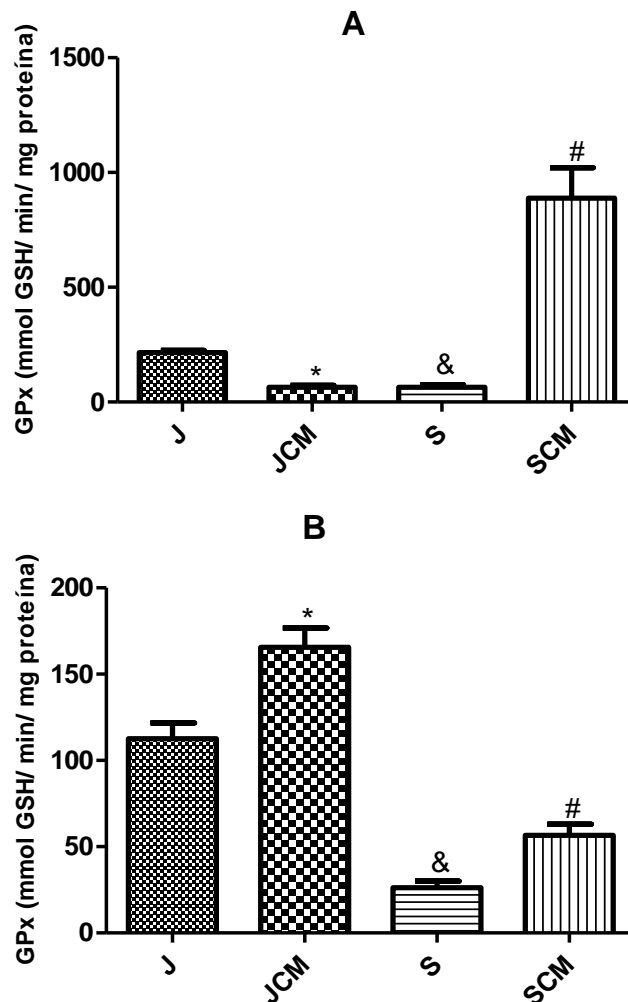 A
GPx (mmol GSH/ min/ mg proteína)
1500
1000
500
0
*
&
#
J
JCM
S
SCM
B
GPx (mmol GSH/ min/ mg proteína)
200
150
100
50
0
*
&
#
J
JCM
S
SCM